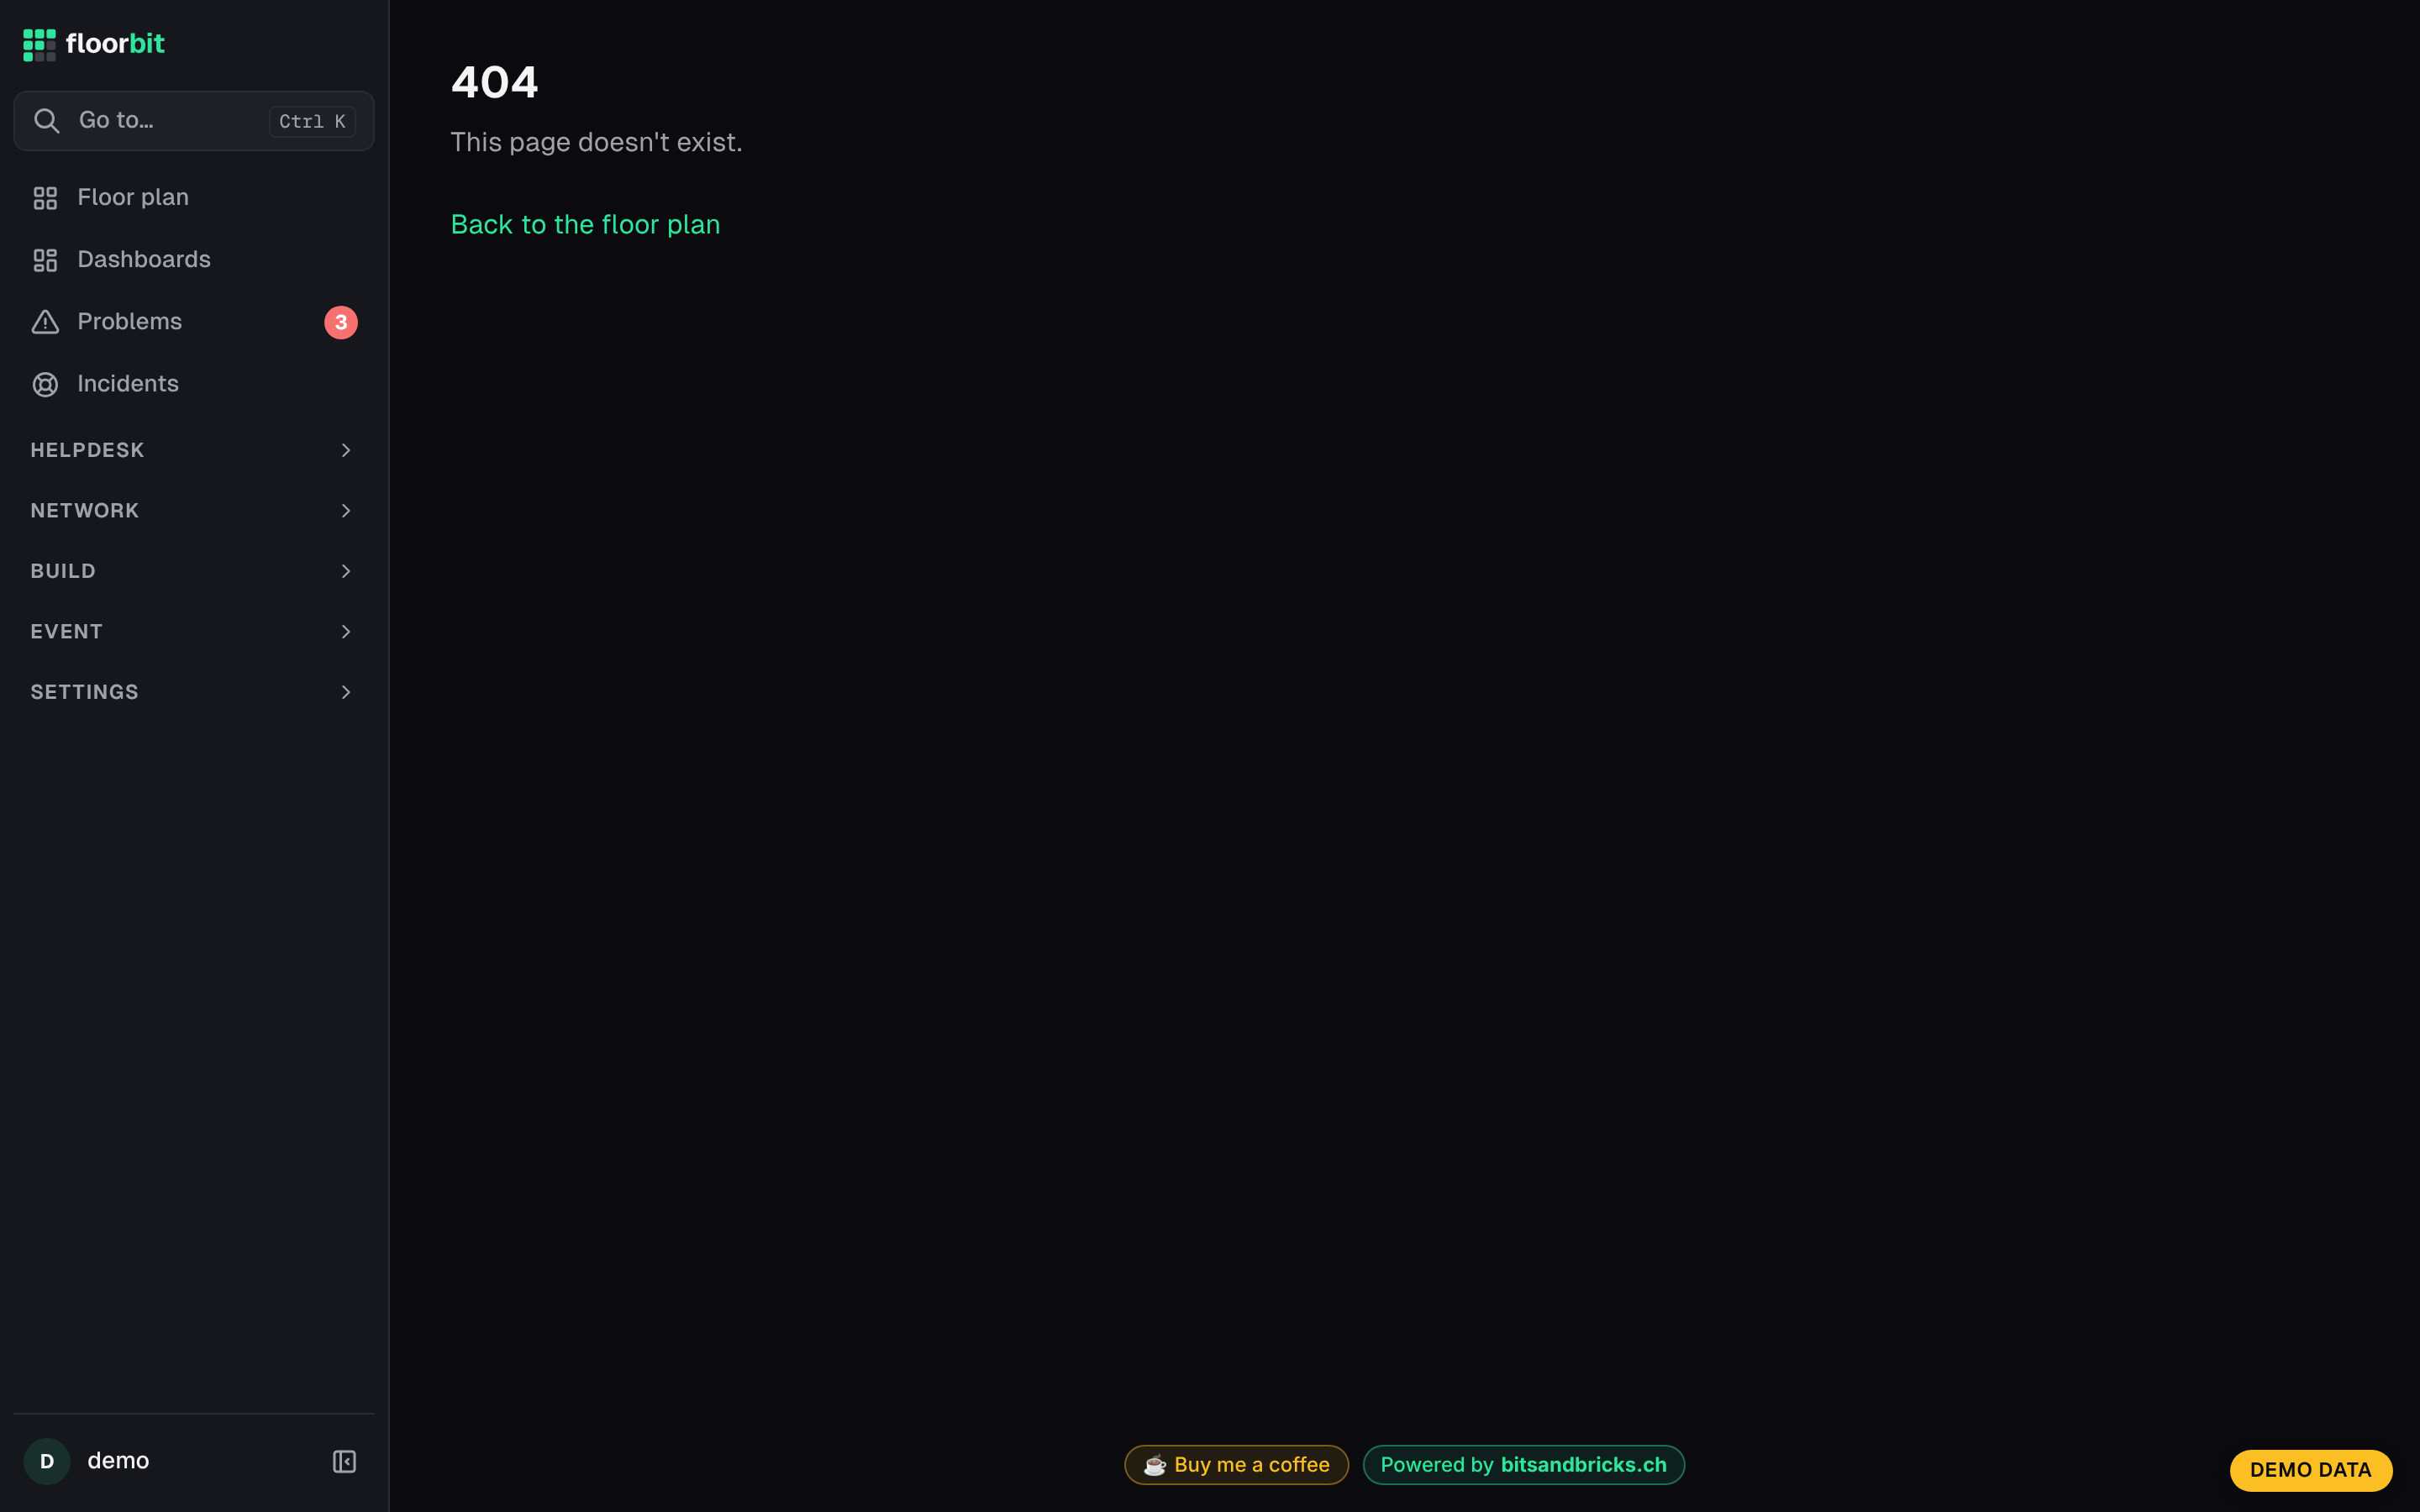 floorbit
Go to...
Ctrl K
Floor plan
Dashboards
Problems
3
Incidents
HELPDESK
NETWORK
BUILD
EVENT
SETTINGS
D
demo
404
This page doesn't exist.
Back to the floor plan
Buy me a coffee
Powered by bitsandbricks.ch
DEMO DATA